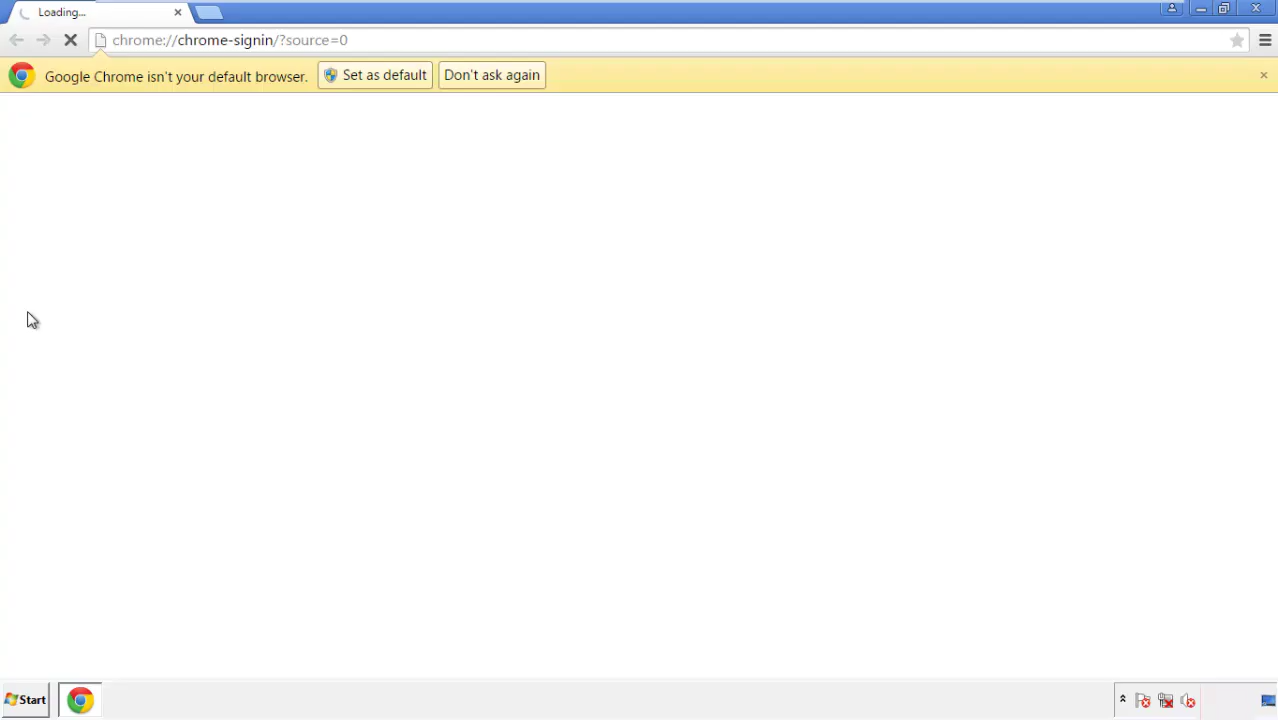 Loading...
chrome://chrome-signin/?source=0
Google Chrome isn't your default browser. Set as default Don't ask again
Start